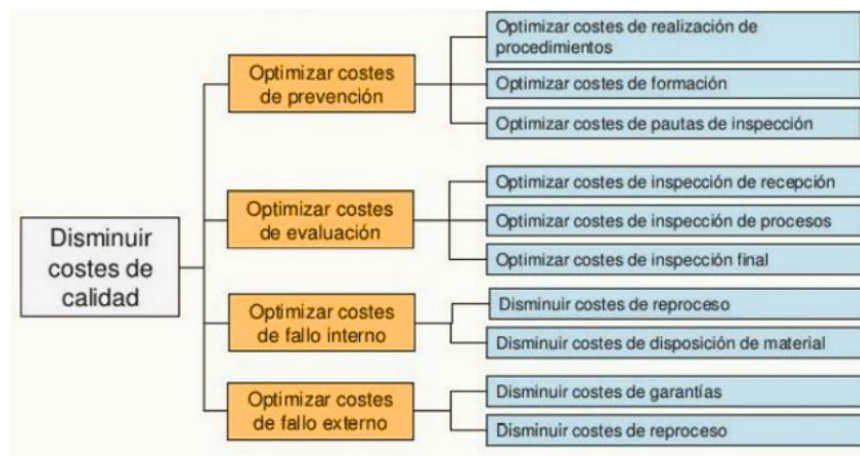 Disminuir
costes de
calidad
Optimizar costes
de prevención
Optimizar costes de realización de
procedimientos
Optimizar costes de formación
Optimizar costes de pautas de inspección
Optimizar costes
de evaluación
Optimizar costes de inspección de recepción
Optimizar costes de inspección de procesos
Optimizar costes de inspección final
Optimizar costes
de fallo interno
Disminuir costes de reproceso
Disminuir costes de disposición de material
Optimizar costes
de fallo externo
Disminuir costes de garantías
Disminuir costes de reproceso